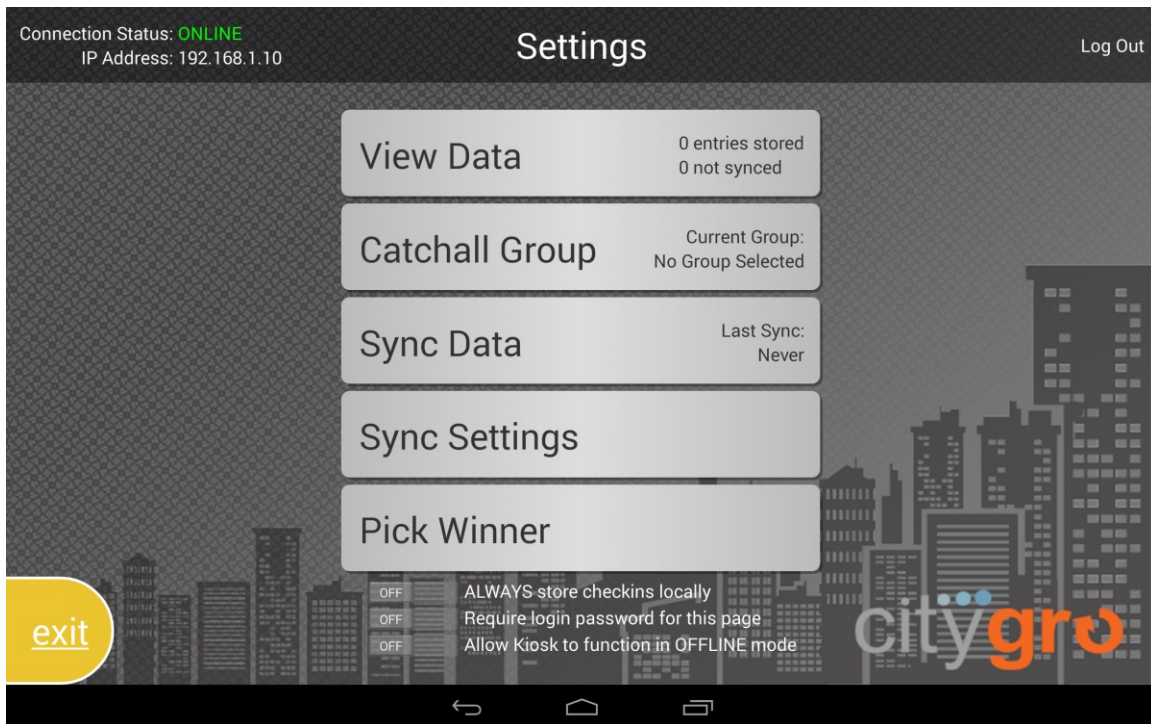 Connection Status: ONLINE
IP Address: 192.168.1.10
Settings
Log Out
View Data
0 entries stored
0 not synced
Catchall Group
Current Group:
No Group Selected
Sync Data
Last Sync:
Never
Sync Settings
Pick Winner
OFF ALWAYS store checkins locally
OFF Require login password for this page
OFF Allow Kiosk to function in OFFLINE mode
exit
citygro